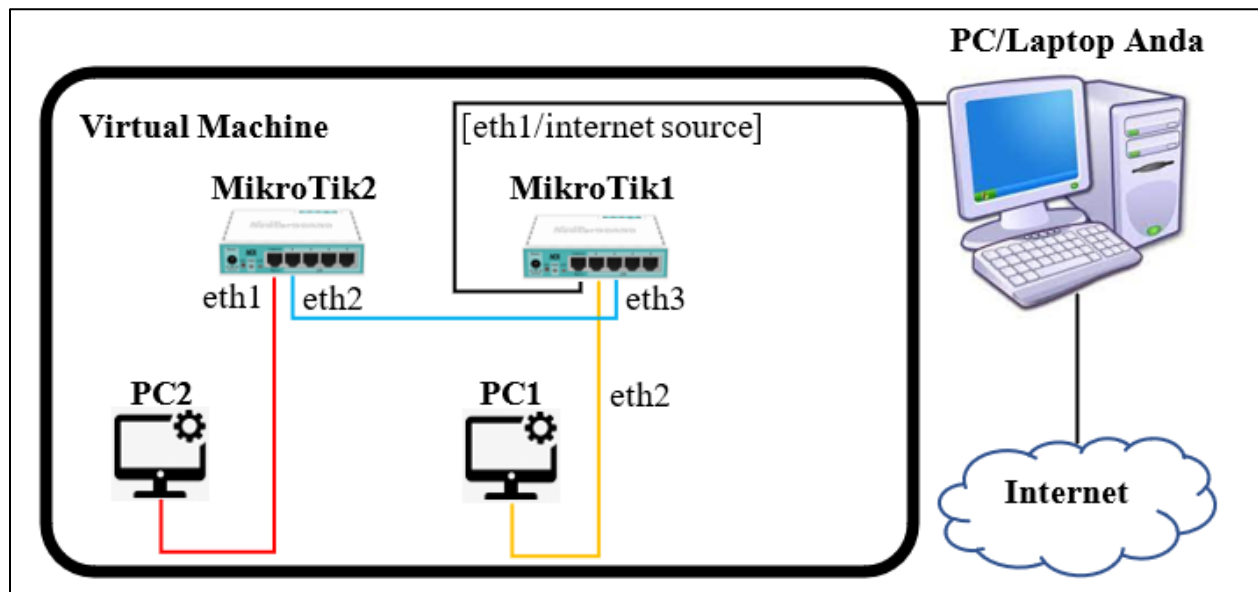 PC/Laptop Anda
Virtual Machine
[eth1/internet source]
MikroTik2
MikroTik1
eth1
eth2
eth3
PC2
PC1
eth2
Internet